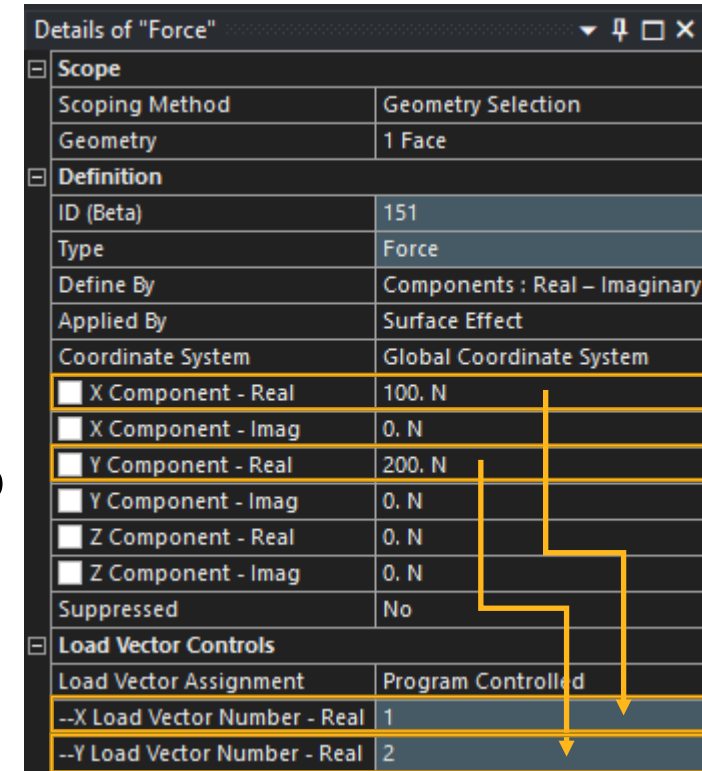 Details of "Force"
Scope
Scoping Method Geometry Selection
Geometry 1 Face
Definition
ID (Beta) 151
Type Force
Define By Components : Real – Imaginary
Applied By Surface Effect
Coordinate System Global Coordinate System
X Component - Real 100. N
X Component - Imag 0. N
Y Component - Real 200. N
Y Component - Imag 0. N
Z Component - Real 0. N
Z Component - Imag 0. N
Suppressed No
Load Vector Controls
Load Vector Assignment Program Controlled
--X Load Vector Number - Real 1
--Y Load Vector Number - Real 2